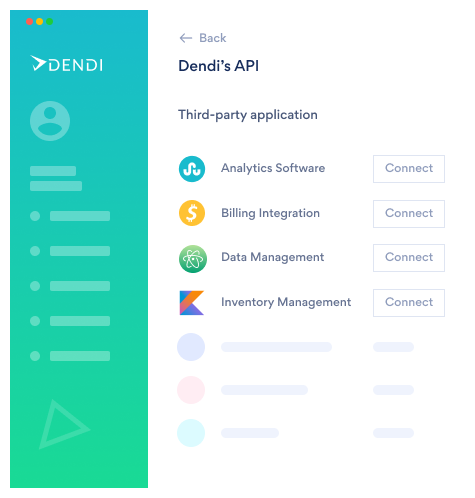 DENDI
Back
Dendi's API
Third-party application
Analytics Software Connect
Billing Integration Connect
Data Management Connect
Inventory Management Connect